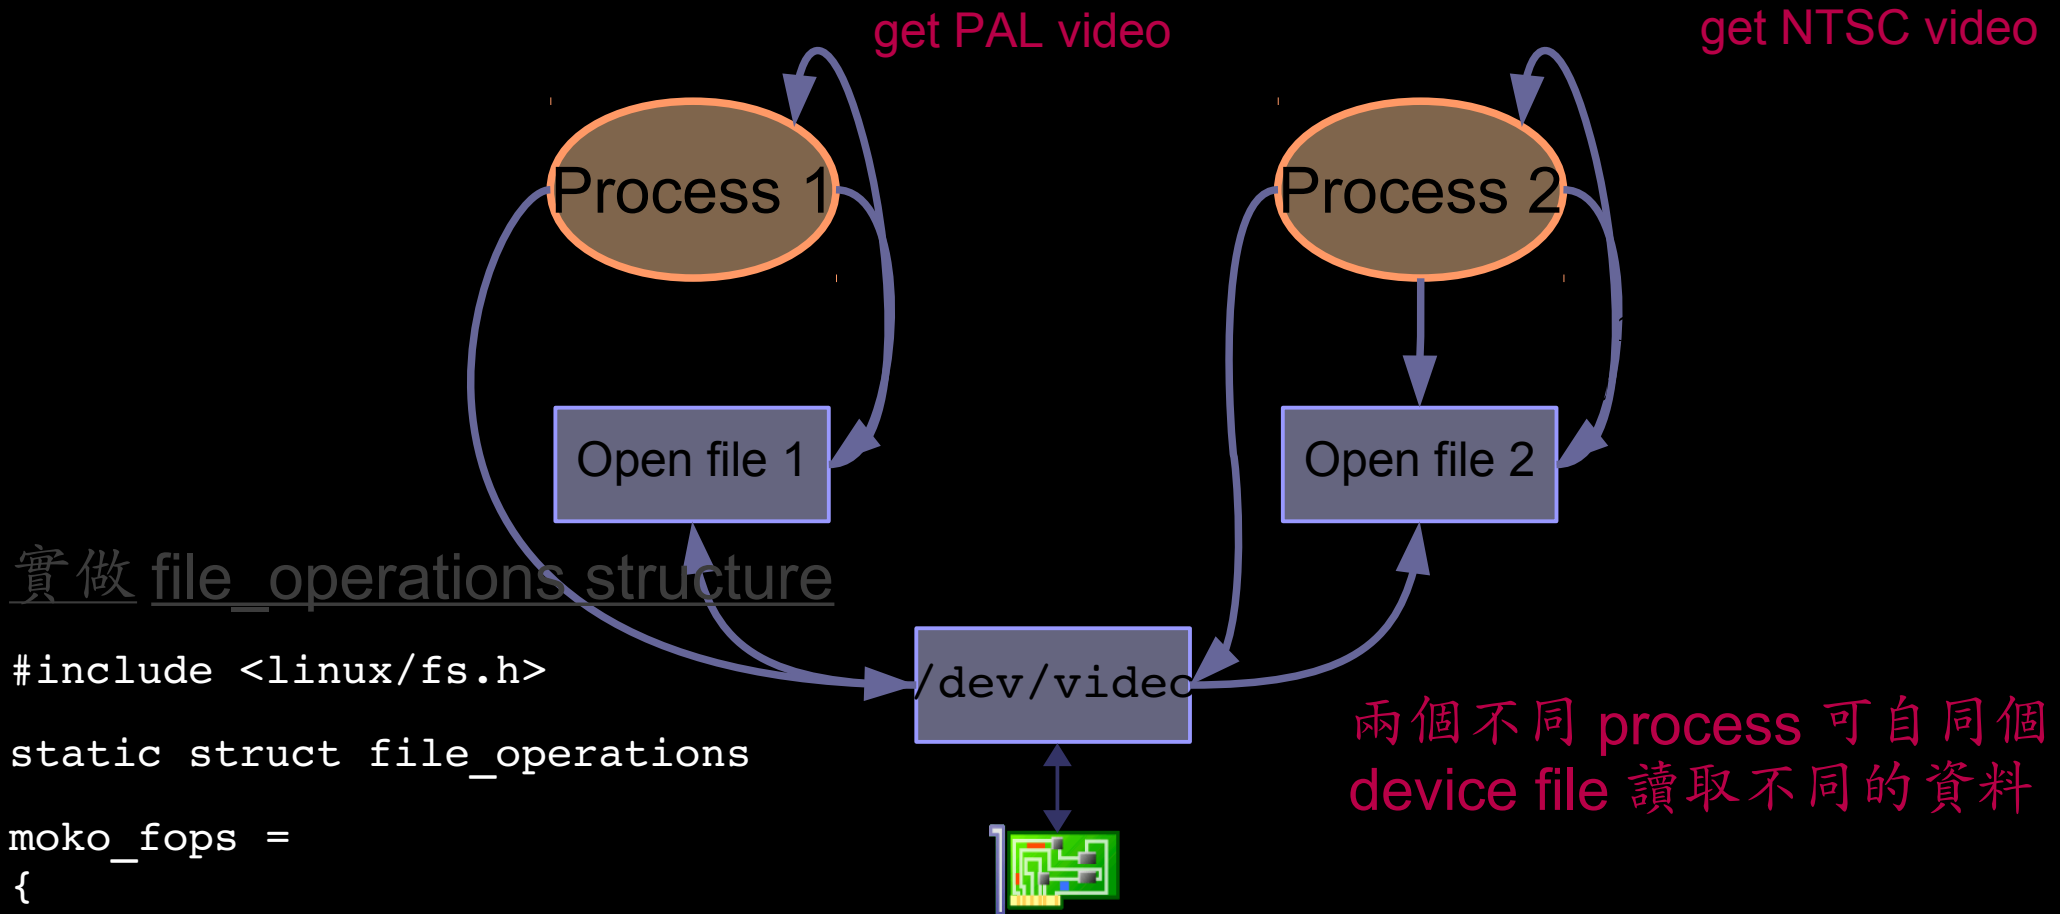 get PAL video
get NTSC video
Process 1
Process 2
Open file 1
Open file 2
實做 file_operations structure
#include <linux/fs.h>
/dev/video
static struct file_operations
兩個不同 process 可自同個
device file 讀取不同的資料
moko_fops =
{